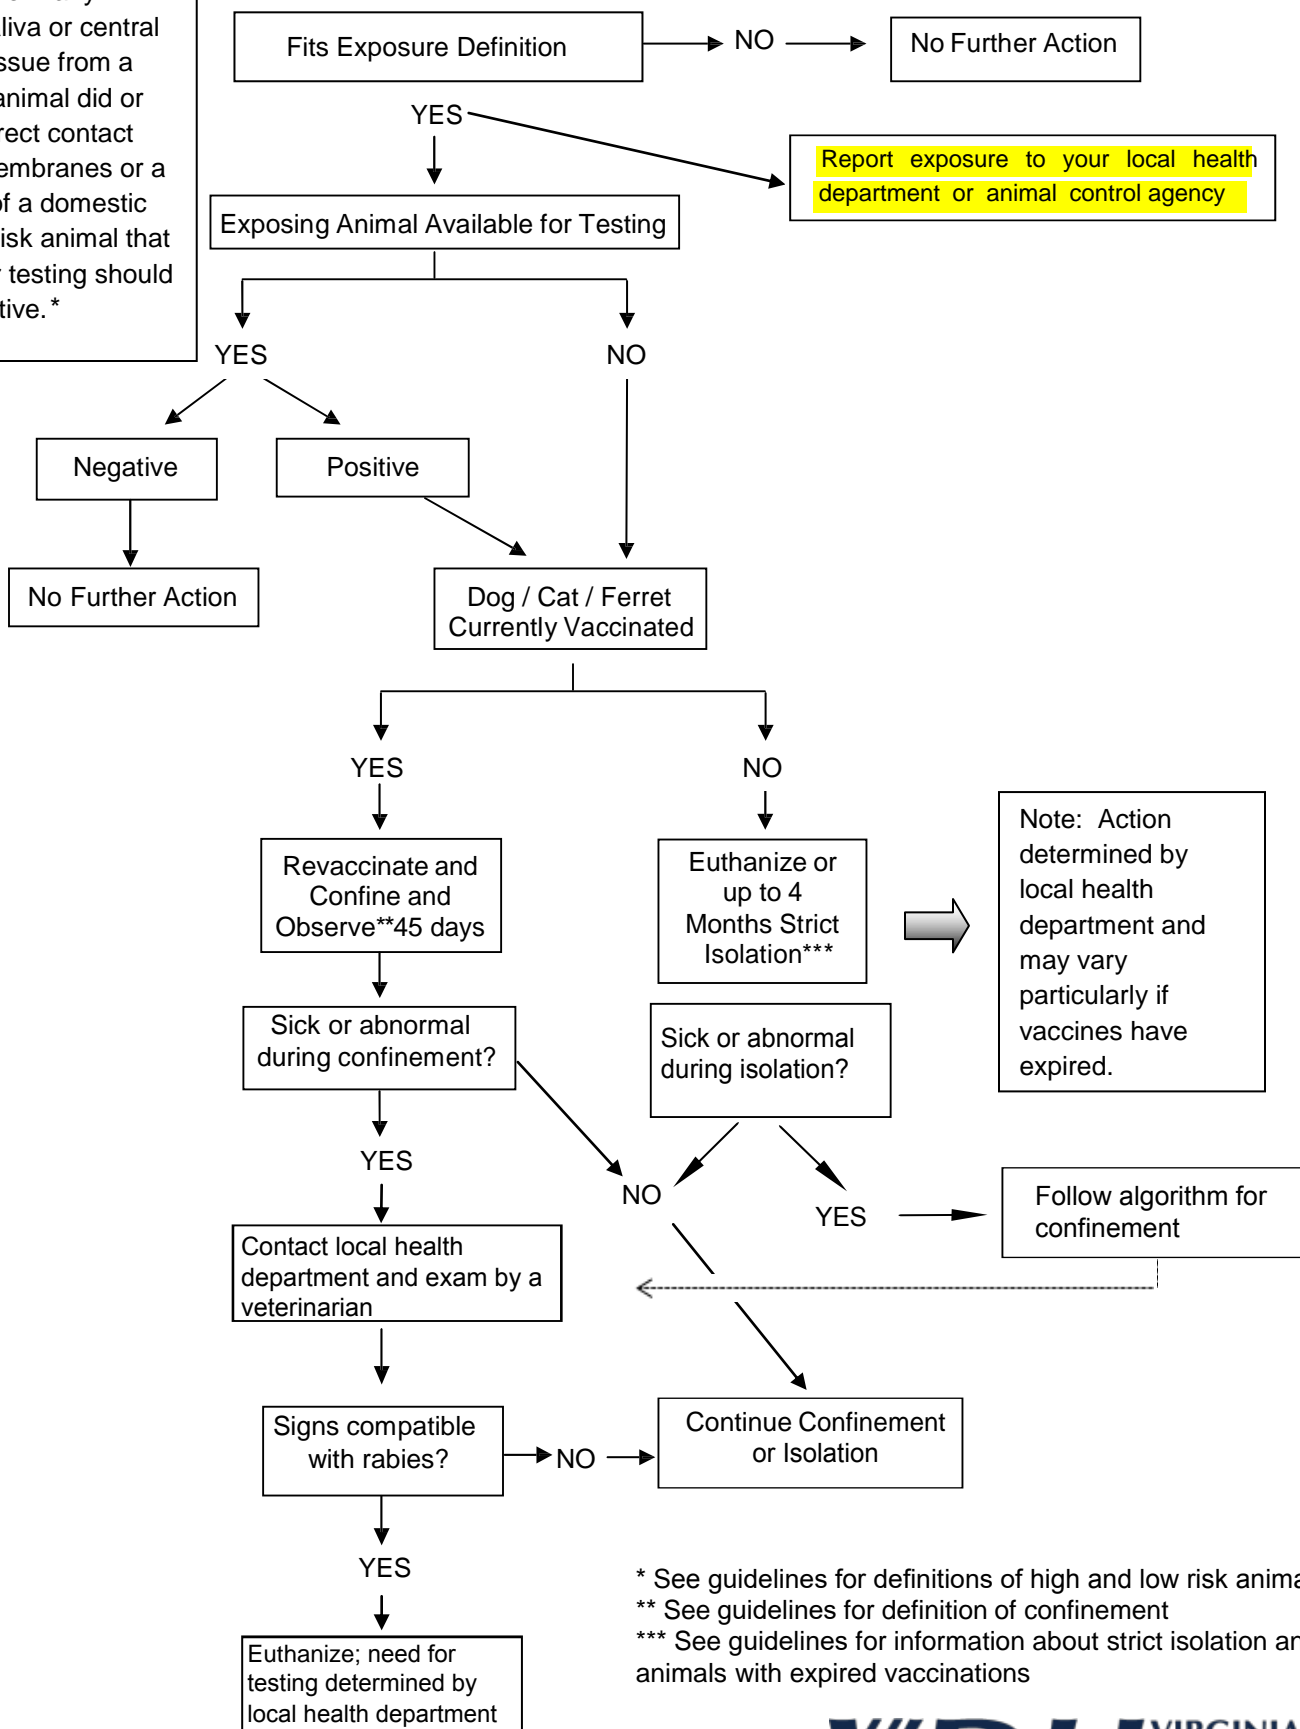 aliva or central
issue from a
animal did or
rect contact
embranes or a
of a domestic
risk animal that
r testing should
tive.*
Fits Exposure Definition
NO
No Further Action
YES
Report exposure to your local health
department or animal control agency
Exposing Animal Available for Testing
YES
NO
Negative
Positive
No Further Action
Dog / Cat / Ferret
Currently Vaccinated
YES
NO
Revaccinate and
Confine and
Observe**45 days
Euthanize or
up to 4
Months Strict
Isolation***
Note: Action
determined by
local health
department and
may vary
particularly if
vaccines have
expired.
Sick or abnormal
during confinement?
Sick or abnormal
during isolation?
YES
NO
YES
Follow algorithm for
confinement
Contact local health
department and exam by a
veterinarian
Signs compatible
with rabies?
NO
Continue Confinement
or Isolation
YES
Euthanize; need for
testing determined by
local health department
* See guidelines for definitions of high and low risk anima
** See guidelines for definition of confinement
*** See guidelines for information about strict isolation an
animals with expired vaccinations
VIRGINIA